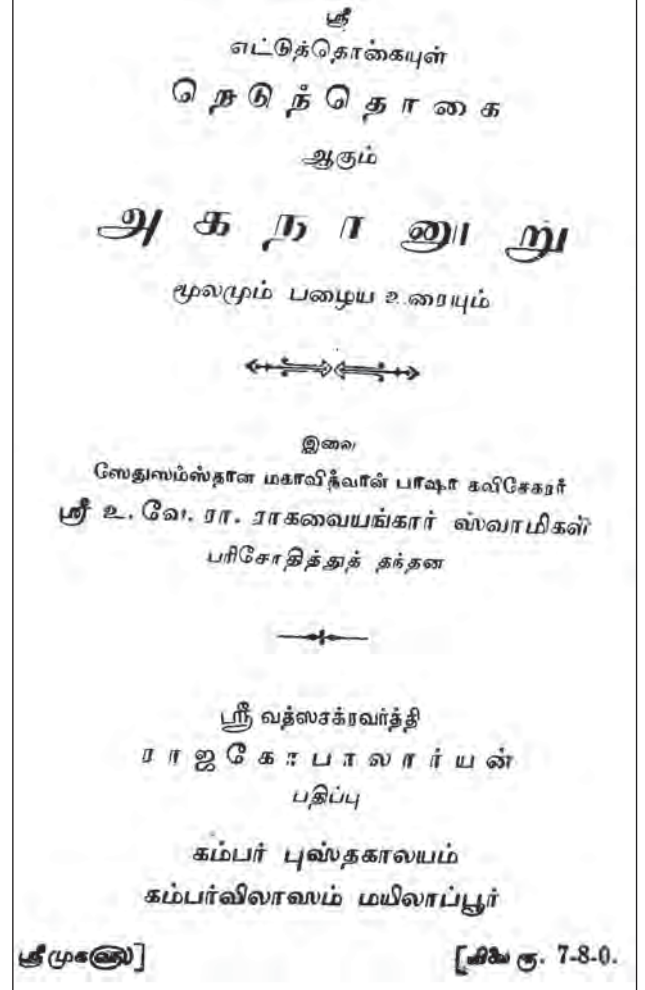 ஸ்ரீ
எட்டுத்தொகையுள்
நெடுந்தொகை
ஆகும்
அகநானூறு
மூலமும் பழைய உரையும்
இவை
ஸேதுஸம்ஸ்தான மகாவித்வான் பாஷா கவிசேகரர்
ஸ்ரீ உ. வே. ரா. ராகவையங்கார் ஸ்வாமிகள்
பரிசோதித்துத் தந்தன
ஸ்ரீ வத்ஸசக்ரவர்த்தி
ராஜகோபாலார்யன்
பதிப்பு
கம்பர் புஸ்தகாலயம்
கம்பர்விலாஸம் மயிலாப்பூர்
ஸ்ரீமுக௵] [விலை ரூ. 7-8-0.